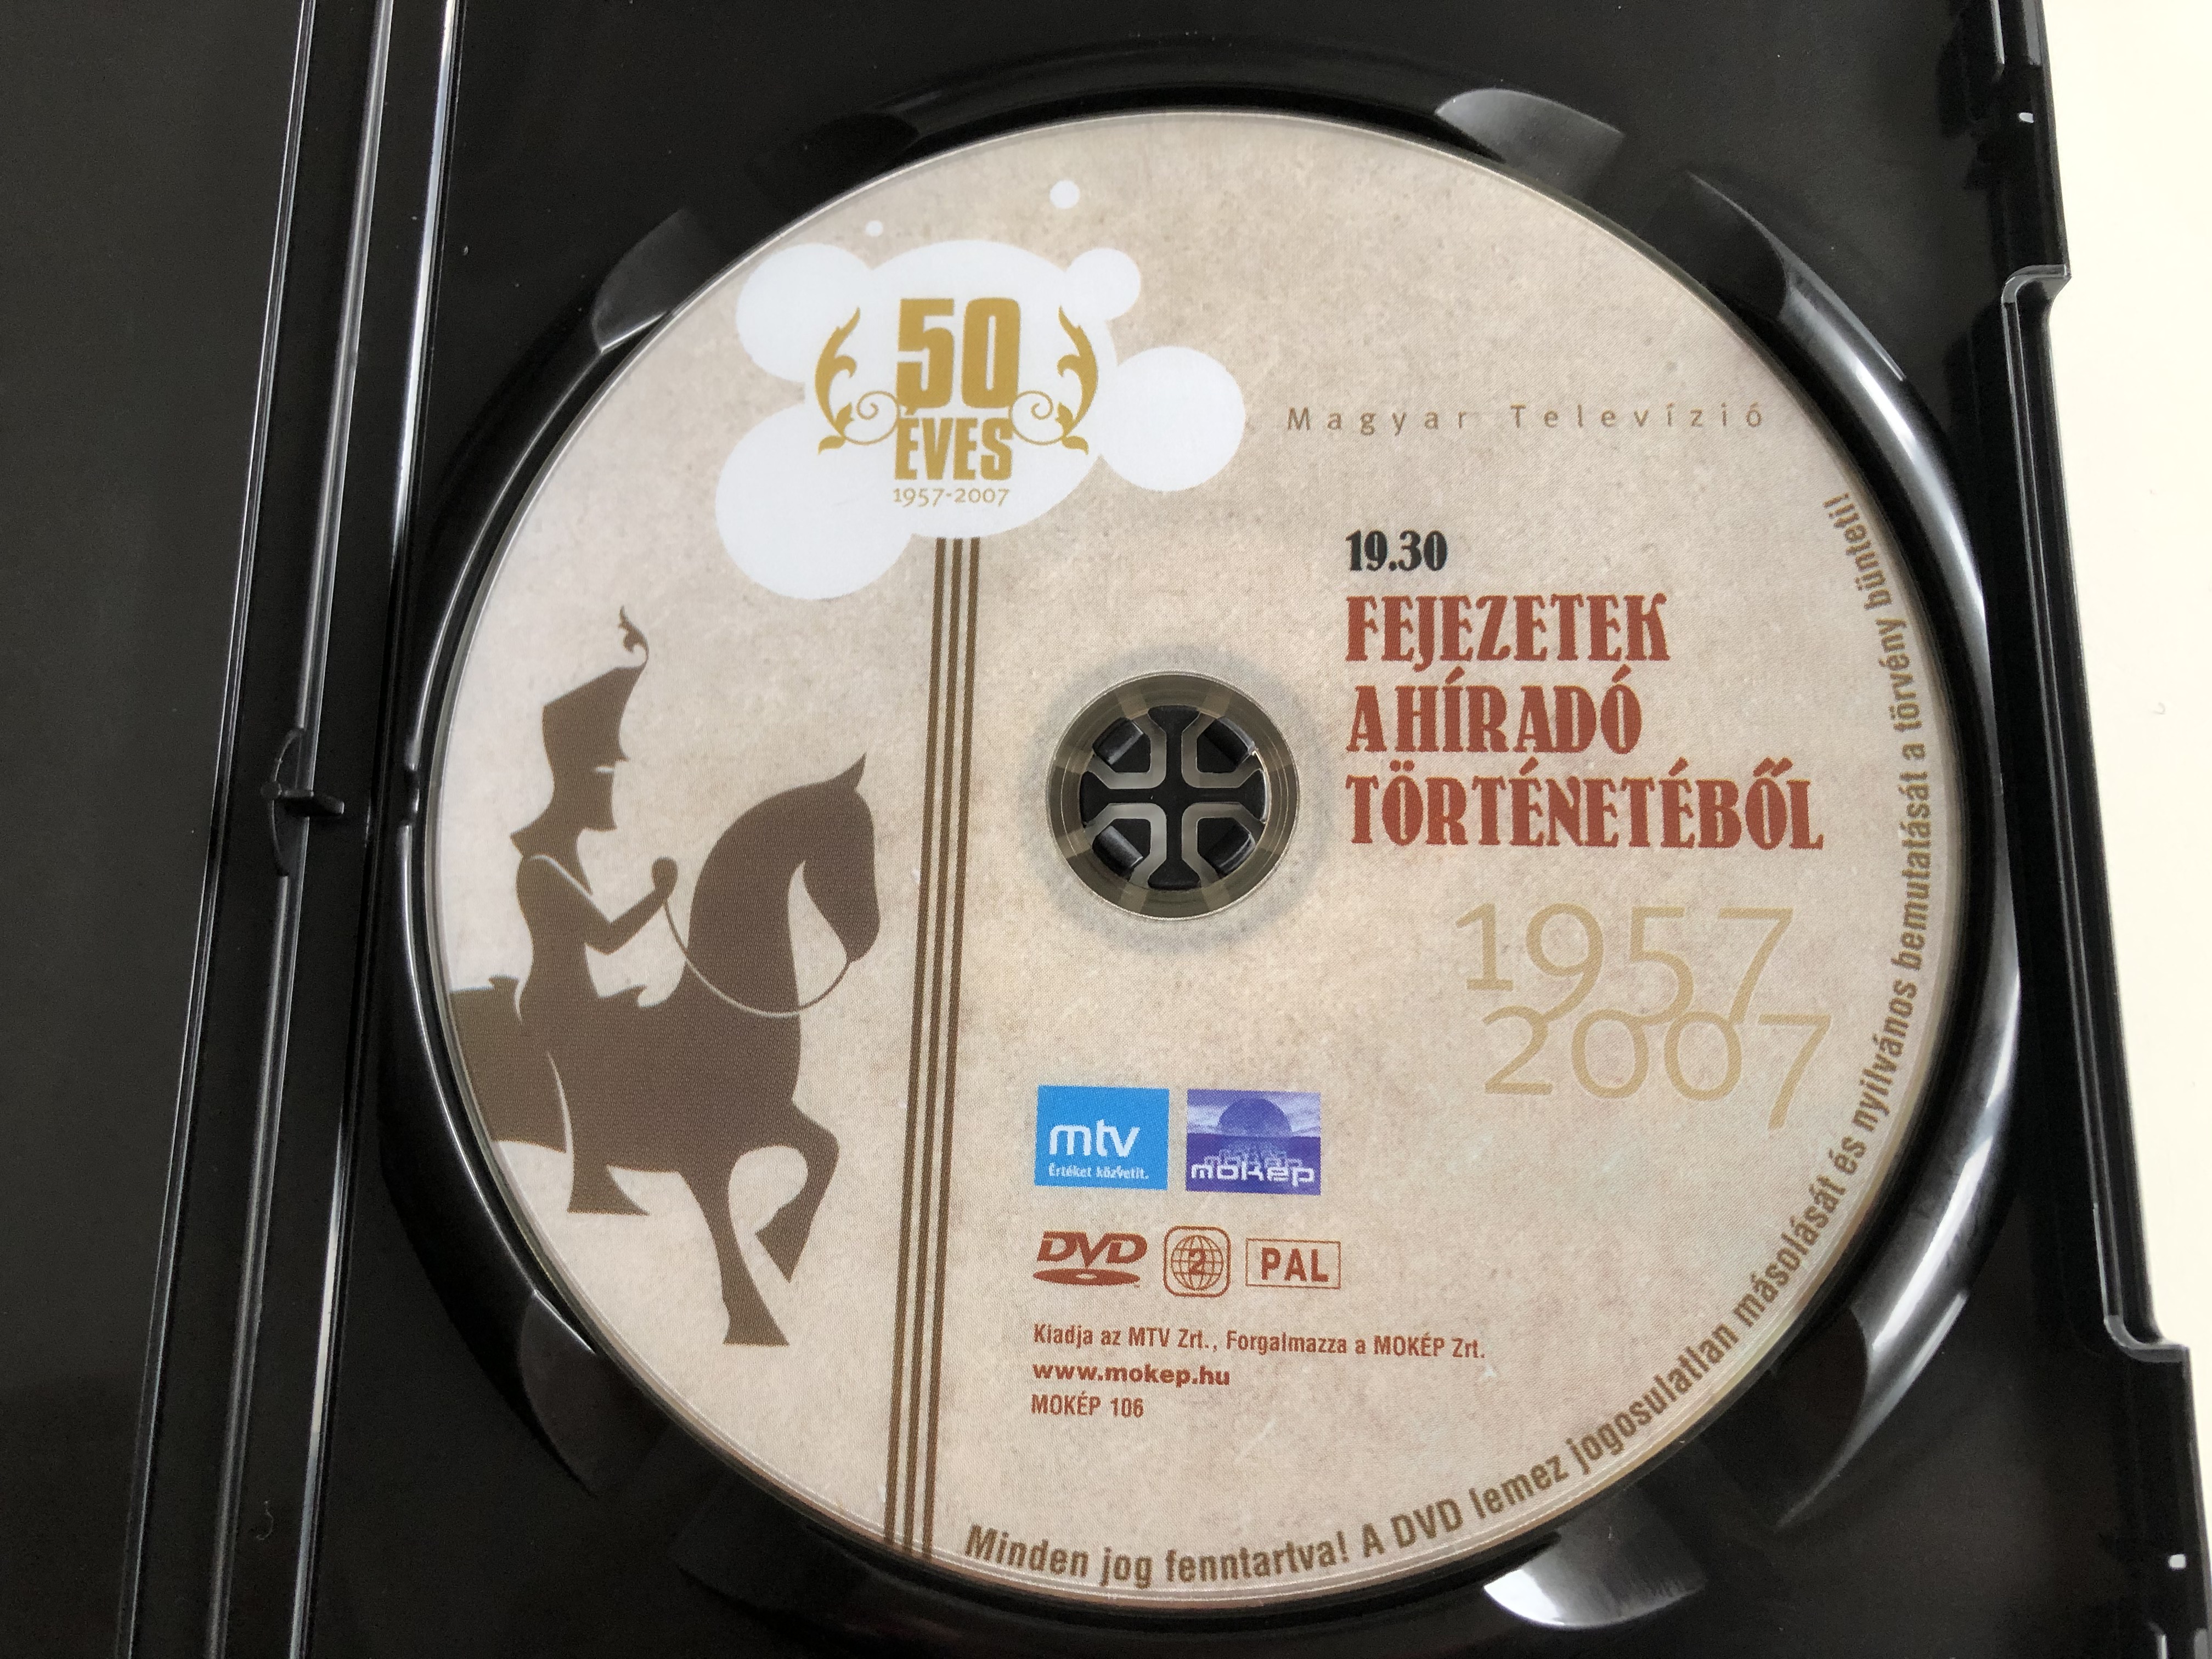 50
ÉVES
1957-2007
Magyar Televízió
19.30
FEJEZETEK
A HÍRADÓ
TÖRTÉNETÉBŐL
1957
2007
mtv
Értéket közvetít.
mokép
DVD
2
PAL
Kiadja az MTV Zrt., Forgalmazza a MOKÉP Zrt.
www.mokep.hu
MOKÉP 106
Minden jog fenntartva! A DVD lemez jogosulatlan másolását és nyilvános bemutatását a törvény bünteti!